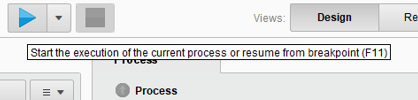 Views: Design Re
Start the execution of the current process or resume from breakpoint (F11)
Process
Process